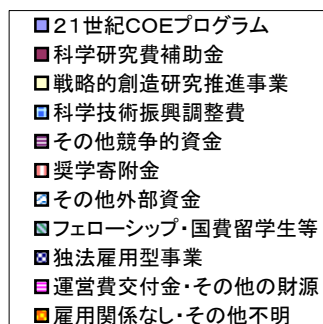 21世紀COEプログラム
科学研究費補助金
戦略的創造研究推進事業
科学技術振興調整費
その他競争的資金
奨学寄附金
その他外部資金
フェローシップ・国費留学生等
独法雇用型事業
運営費交付金・その他の財源
雇用関係なし・その他不明